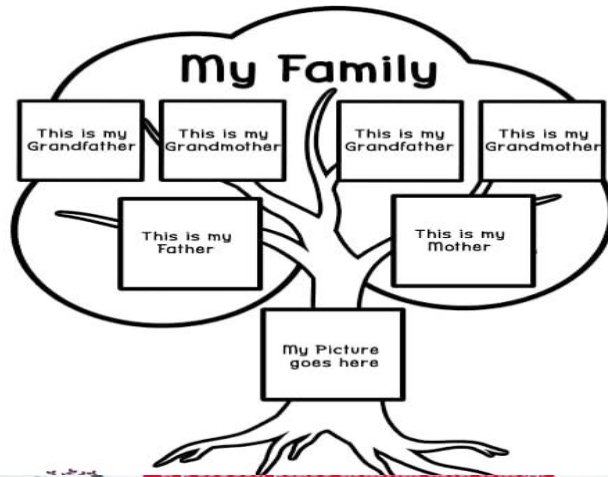 My Family
This is my
Grandfather
This is my
Grandmother
This is my
Grandfather
This is my
Grandmother
This is my
Father
This is my
Mother
My Picture
goes here